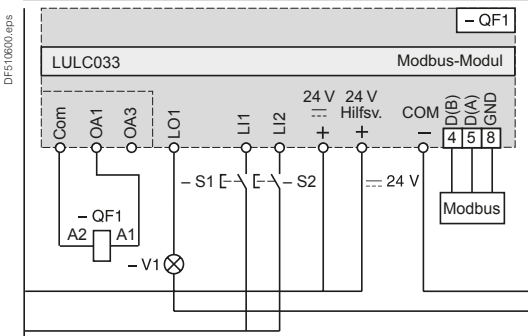 DF510600.eps
– QF1
LULC033 Modbus-Modul
Com OA1 OA3 LO1 LI1 LI2
24 V 24 V
Hilfsv.
COM
D(B) D(A) GND
+ + –
4 5 8
– S1 – S2
24 V
Modbus
– QF1
A2 A1
– V1